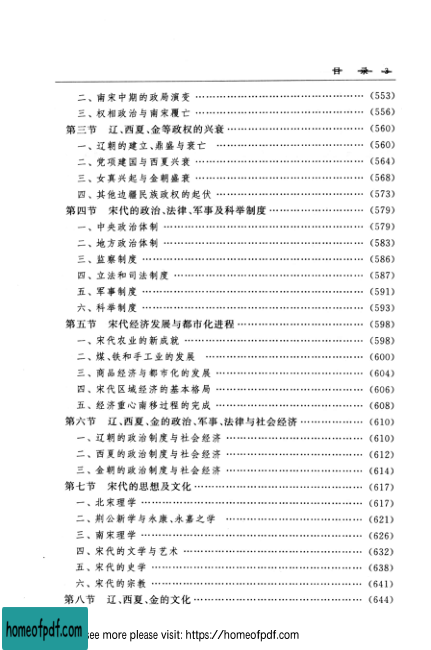 目 录 3
二、南宋中期的政局演变 ……………………………………… (553)
三、权相政治与南宋覆亡 ……………………………………… (556)
第三节 辽、西夏、金等政权的兴衰 ……………………………… (560)
一、辽朝的建立、鼎盛与衰亡 ………………………………… (560)
二、党项建国与西夏兴衰 ……………………………………… (564)
三、女真兴起与金朝盛衰 ……………………………………… (568)
四、其他边疆民族政权的起伏 ………………………………… (573)
第四节 宋代的政治、法律、军事及科举制度 …………………… (579)
一、中央政治体制 ……………………………………………… (579)
二、地方政治体制 ……………………………………………… (583)
三、监察制度 …………………………………………………… (586)
四、立法和司法制度 …………………………………………… (587)
五、军事制度 …………………………………………………… (591)
六、科举制度 …………………………………………………… (593)
第五节 宋代经济发展与都市化进程 …………………………… (598)
一、宋代农业的新成就 ………………………………………… (598)
二、煤、铁和手工业的发展 …………………………………… (600)
三、商品经济与都市化的发展 ………………………………… (604)
四、宋代区域经济的基本格局 ………………………………… (606)
五、经济重心南移过程的完成 ………………………………… (608)
第六节 辽、西夏、金的政治、军事、法律与社会经济 ………… (610)
一、辽朝的政治制度与社会经济 ……………………………… (610)
二、西夏的政治制度与社会经济 ……………………………… (612)
三、金朝的政治制度与社会经济 ……………………………… (614)
第七节 宋代的思想及文化 ……………………………………… (617)
一、北宋理学 …………………………………………………… (617)
二、荆公新学与永康、永嘉之学 ……………………………… (621)
三、南宋理学 …………………………………………………… (626)
四、宋代的文学与艺术 ………………………………………… (632)
五、宋代的史学 ………………………………………………… (638)
六、宋代的宗教 ………………………………………………… (641)
第八节 辽、西夏、金的文化 …………………………………… (644)
homeofpdf.com
see more please visit: https://homeofpdf.com